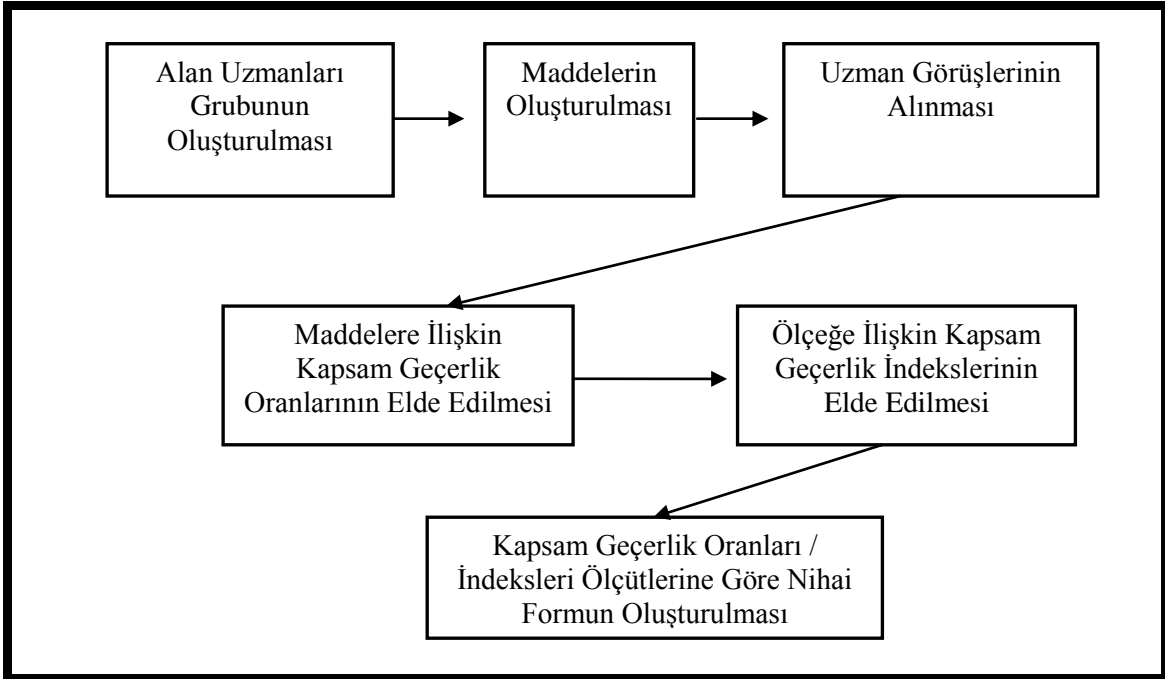 Alan Uzmanları
Grubunun
Oluşturulması
Maddelerin
Oluşturulması
Uzman Görüşlerinin
Alınması
Maddelere İlişkin
Kapsam Geçerlik
Oranlarının Elde Edilmesi
Ölçeğe İlişkin Kapsam
Geçerlik İndekslerinin
Elde Edilmesi
Kapsam Geçerlik Oranları /
İndeksleri Ölçütlerine Göre Nihai
Formun Oluşturulması